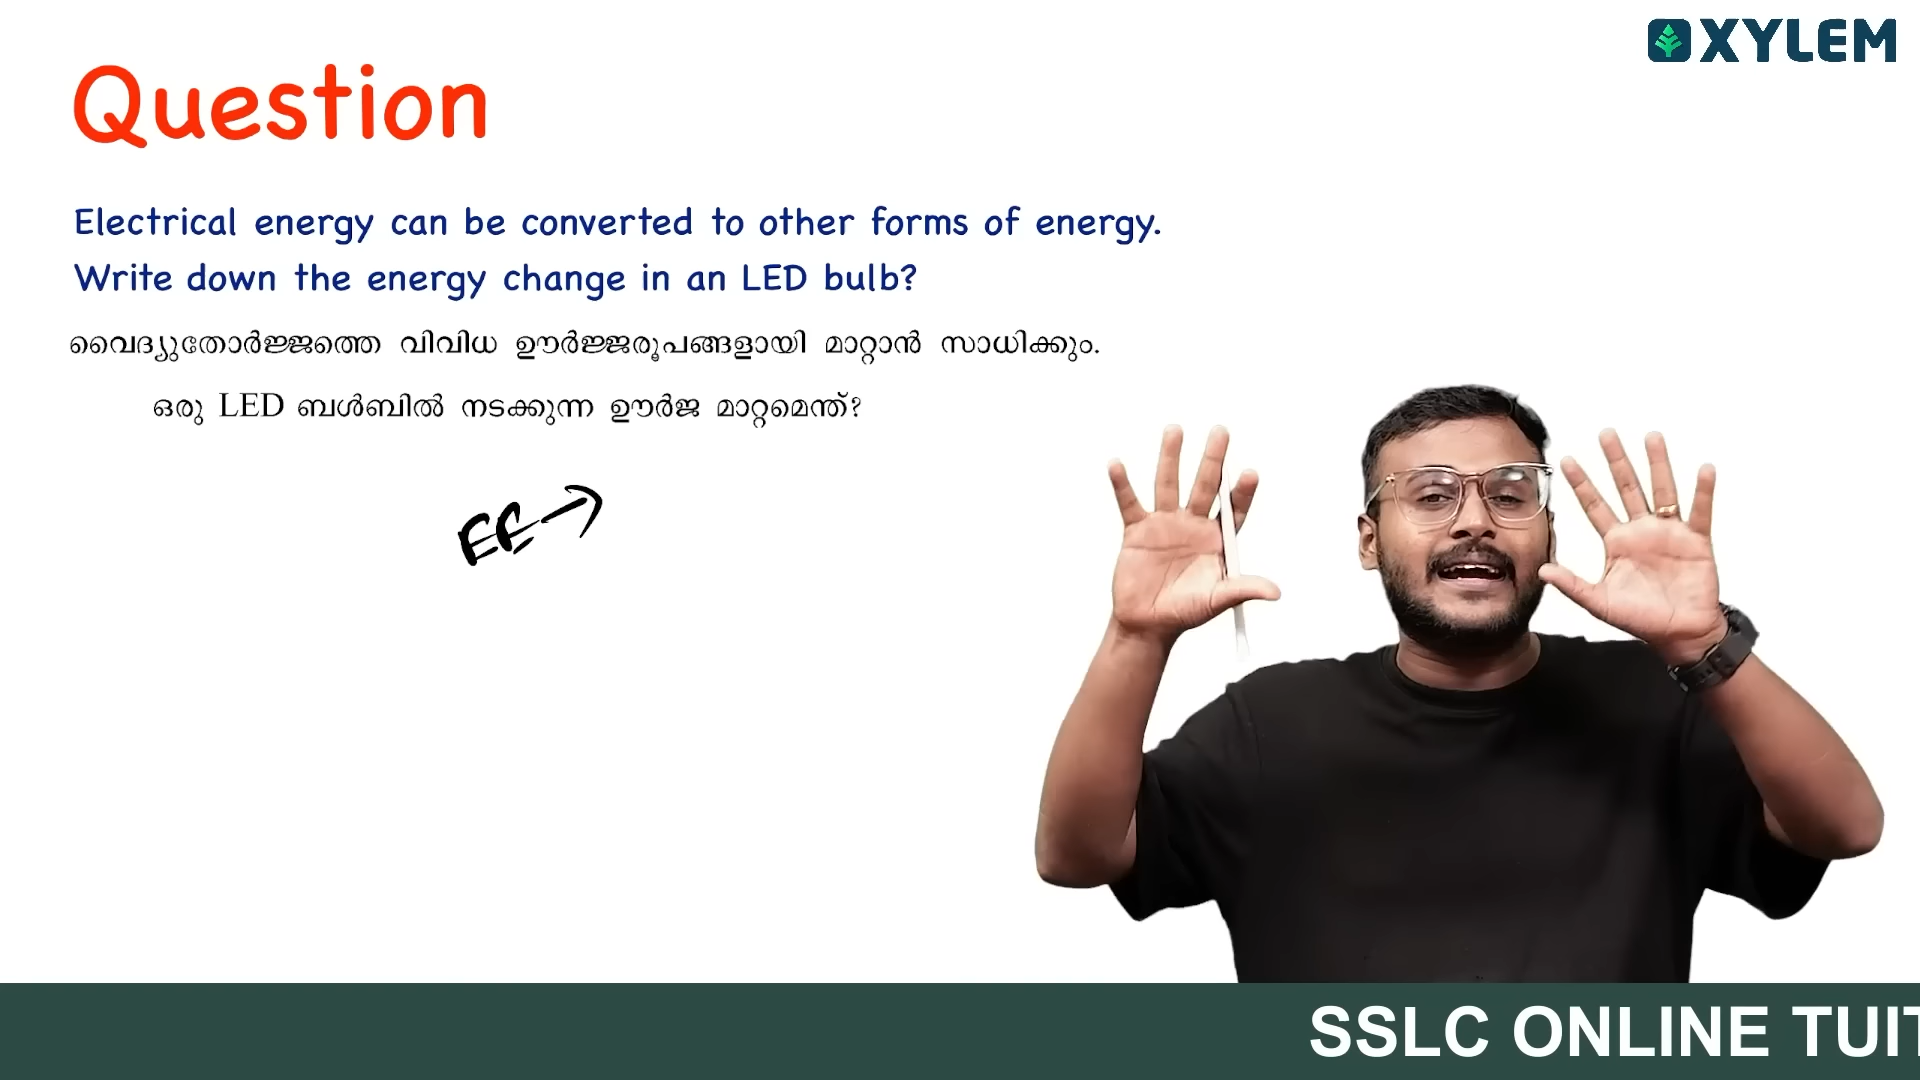 XYLEM
Question
Electrical energy can be converted to other forms of energy.
Write down the energy change in an LED bulb?
വൈദ്യുതോർജ്ജത്തെ വിവിധ ഊർജ്ജരൂപങ്ങളായി മാറ്റാൻ സാധിക്കും.
ഒരു LED ബൾബിൽ നടക്കുന്ന ഊർജ മാറ്റമെന്ത്?
EE →
SSLC ONLINE TUIT